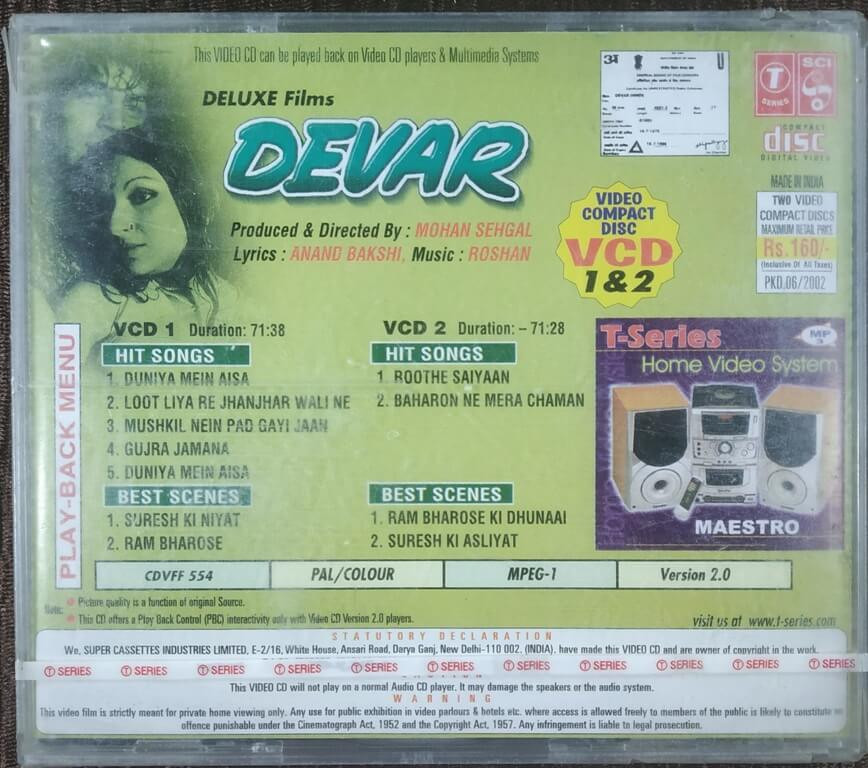 This VIDEO CD can be played back on Video CD players & Multimedia Systems
DELUXE Films
DEVAR
Produced & Directed By : MOHAN SEHGAL
Lyrics : ANAND BAKSHI, Music : ROSHAN
अ
T
SERIES
SCI
COMPACT
disc
DIGITAL VIDEO
MADE IN INDIA
TWO VIDEO
COMPACT DISCS
MAXIMUM RETAIL PRICE
Rs.160/-
(Inclusive Of All Taxes)
PKD.06/2002
VIDEO
COMPACT
DISC
VCD
1 & 2
PLAY-BACK MENU
VCD 1 Duration: 71:38
HIT SONGS
1. DUNIYA MEIN AISA
2. LOOT LIYA RE JHANJHAR WALI NE
3. MUSHKIL NEIN PAD GAYI JAAN
4. GUJRA JAMANA
5. DUNIYA MEIN AISA
BEST SCENES
1. SURESH KI NIYAT
2. RAM BHAROSE
VCD 2 Duration: – 71:28
HIT SONGS
1. ROOTHE SAIYAAN
2. BAHARON NE MERA CHAMAN
BEST SCENES
1. RAM BHAROSE KI DHUNAAI
2. SURESH KI ASLIYAT
T-Series
MP
3
Home Video System
MAESTRO
CDVFF 554 PAL/COLOUR MPEG-1 Version 2.0
Note: Picture quality is a function of original Source.
This CD offers a Play Back Control (PBC) interactivity only with Video CD Version 2.0 players.
visit us at www.t-series.com
STATUTORY DECLARATION
We, SUPER CASSETTES INDUSTRIES LIMITED, E-2/16, White House, Ansari Road, Darya Ganj, New Delhi-110 002. (INDIA). have made this VIDEO CD and are owner of copyright in the work.
T SERIES T SERIES T SERIES T SERIES T SERIES T SERIES T SERIES T SERIES T SERIES T SERIES T SERIES
This VIDEO CD will not play on a normal Audio CD player. It may damage the speakers or the audio system.
WARNING
This video film is strictly meant for private home viewing only. Any use for public exhibition in video parlours & hotels etc. where access is allowed freely to members of the public is likely to constitute an
offence punishable under the Cinematograph Act, 1952 and the Copyright Act, 1957. Any infringement is liable to legal prosecution.